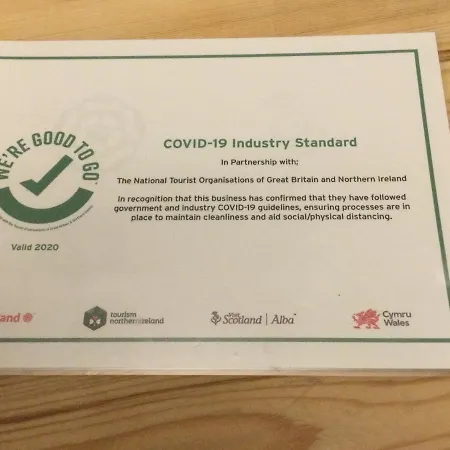 WE'RE GOOD TO GO
Valid 2020
COVID-19 Industry Standard
In Partnership with;
The National Tourist Organisations of Great Britain and Northern Ireland
In recognition that this business has confirmed that they have followed
government and industry COVID-19 guidelines, ensuring processes are in
place to maintain cleanliness and aid social/physical distancing.
land
tourism
northernireland
Visit
Scotland | Alba™
Cymru
Wales